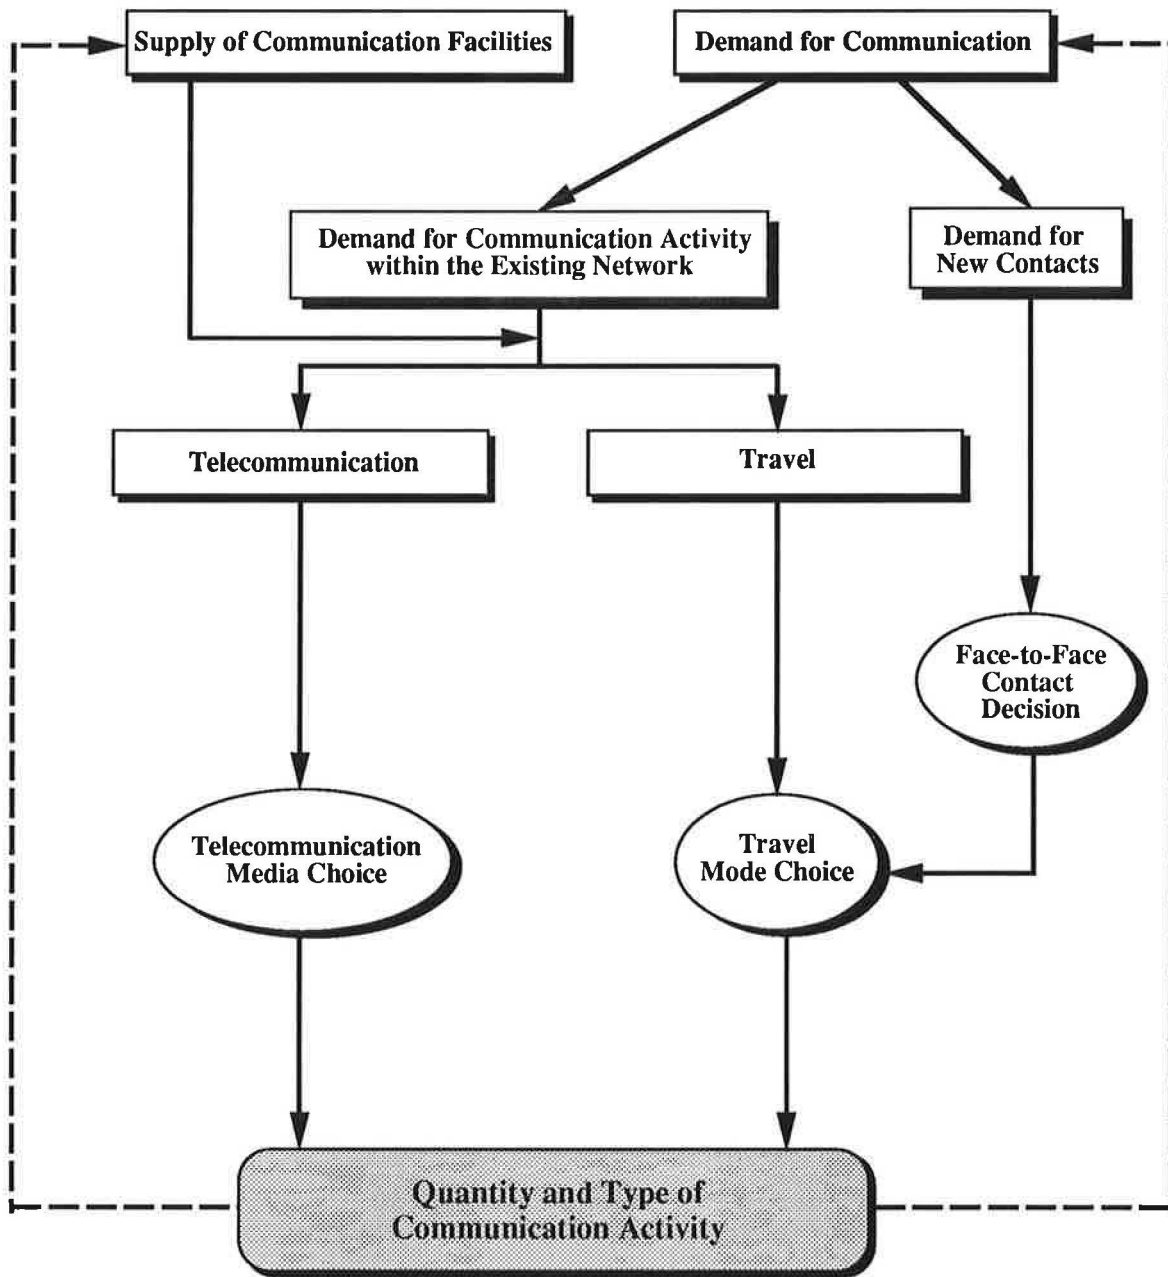 Supply of Communication Facilities
Demand for Communication
Demand for Communication Activity
within the Existing Network
Demand for
New Contacts
Telecommunication
Travel
Face-to-Face
Contact
Decision
Telecommunication
Media Choice
Travel
Mode Choice
Quantity and Type of
Communication Activity